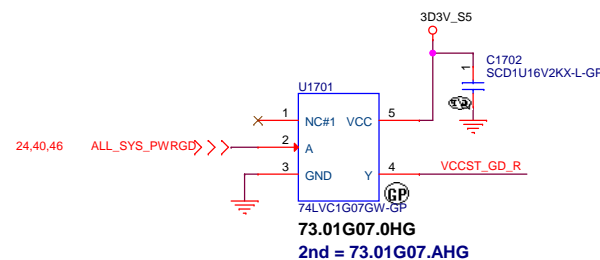 3D3V_S5
C1702
SCD1U16V2KX-L-GP
1
U1701
1 NC#1 VCC 5
24,40,46 ALL_SYS_PWRGD 2 A
3 GND Y 4 VCCST_GD_R
GP
74LVC1G07GW-GP
73.01G07.0HG
2nd = 73.01G07.AHG